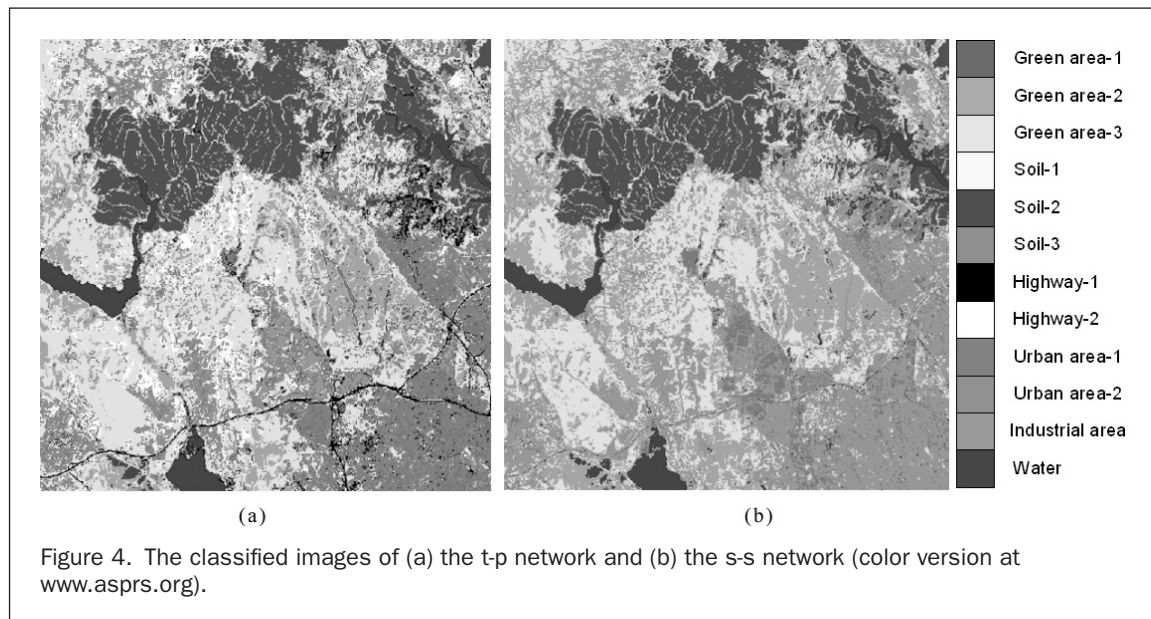 Green area-1
Green area-2
Green area-3
Soil-1
Soil-2
Soil-3
Highway-1
Highway-2
Urban area-1
Urban area-2
Industrial area
Water
(a)
(b)
Figure 4. The classified images of (a) the t-p network and (b) the s-s network (color version at
www.asprs.org).